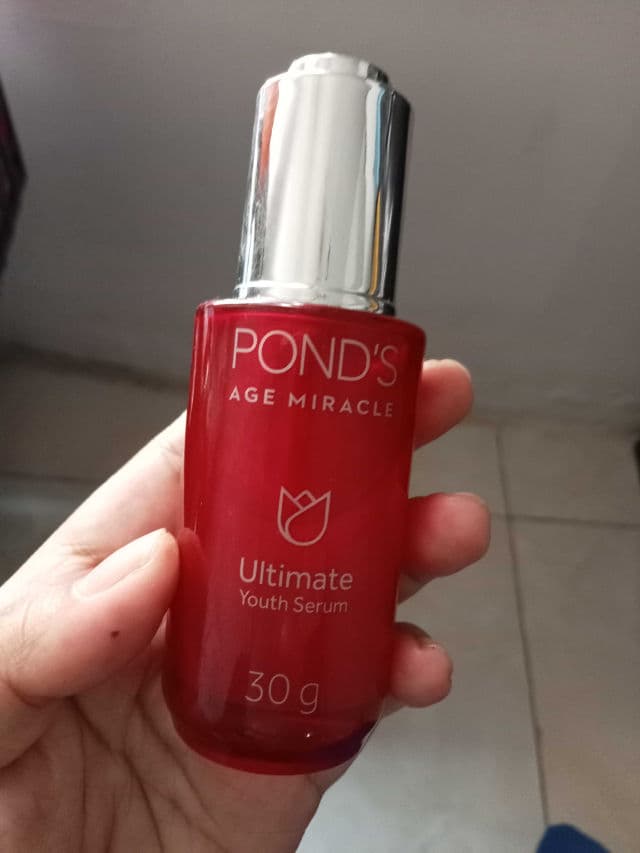 POND'S
AGE MIRACLE
Ultimate
Youth Serum
30 g